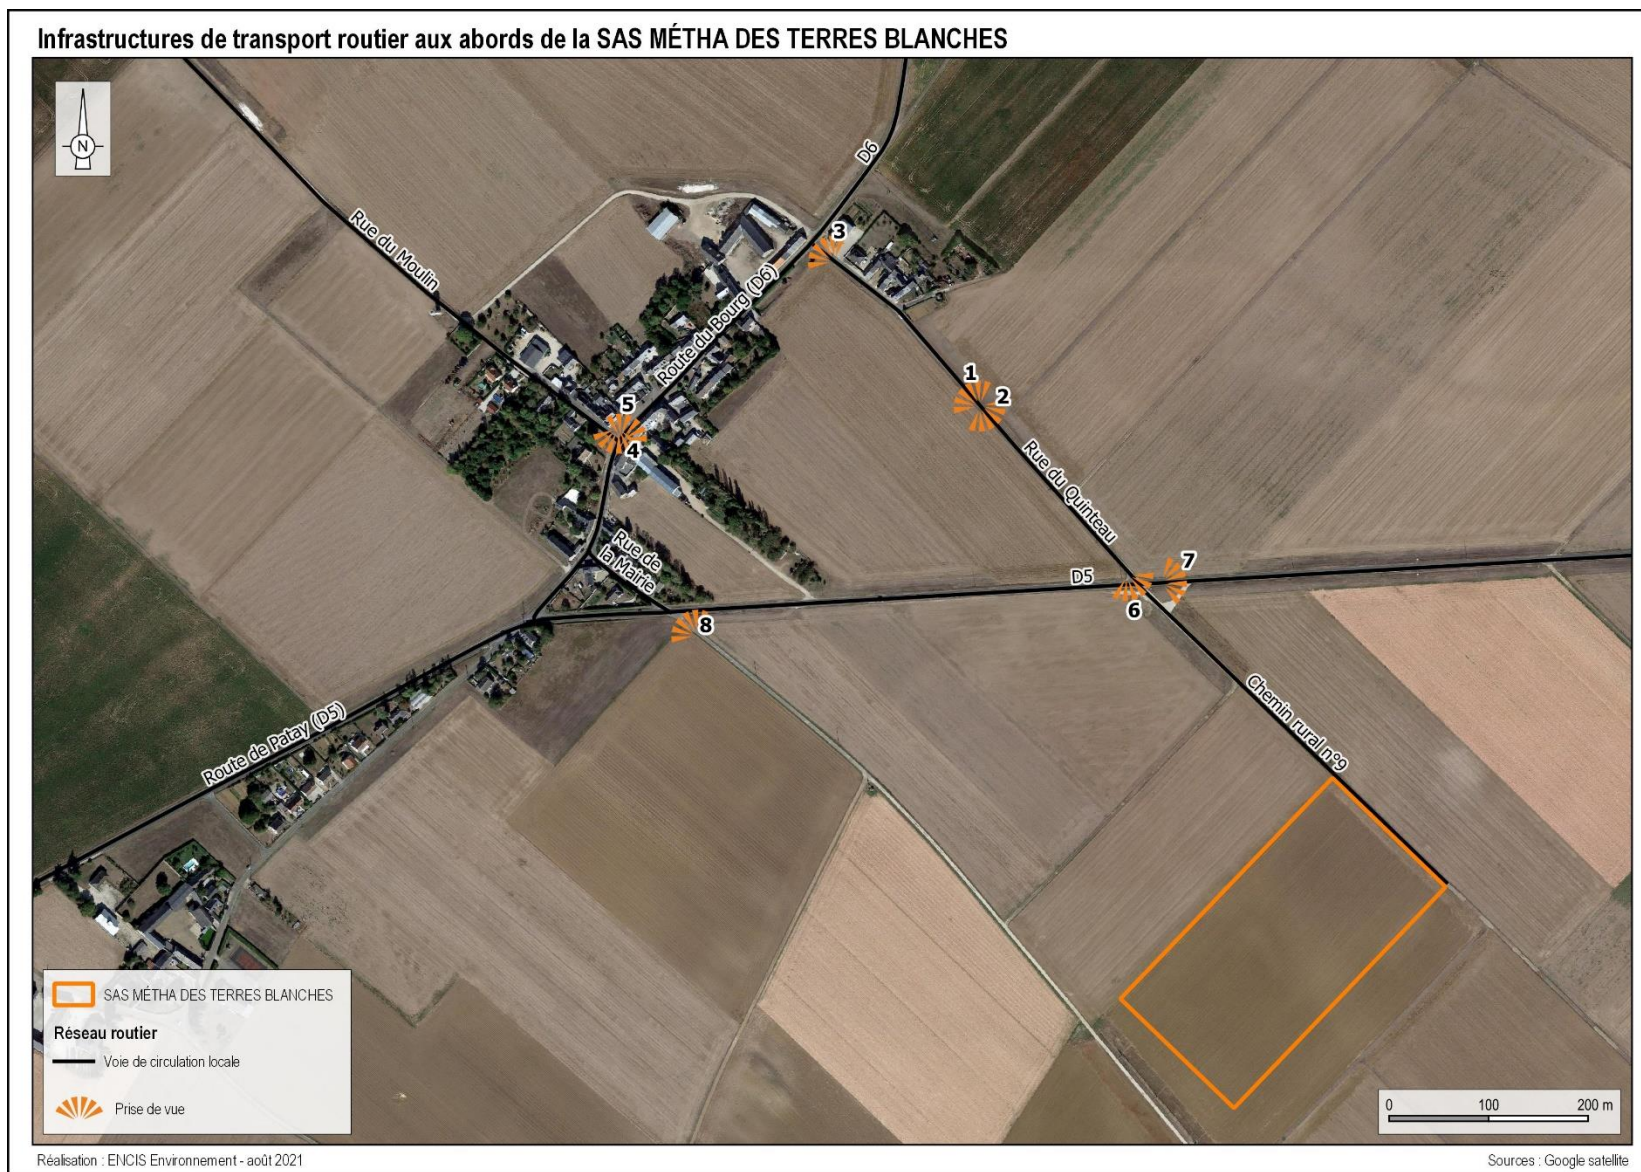 Infrastructures de transport routier aux abords de la SAS MÉTHA DES TERRES BLANCHES
N
D6
3
Rue du Moulin
Route du Bourg (D6)
1
2
5
4
Rue du Quinteau
Rue de
la Mairie
7
D5
6
8
Chemin rural n°9
Route de Patay (D5)
SAS MÉTHA DES TERRES BLANCHES
Réseau routier
Voie de circulation locale
Prise de vue
0 100 200 m
Réalisation : ENCIS Environnement - août 2021
Sources : Google satellite